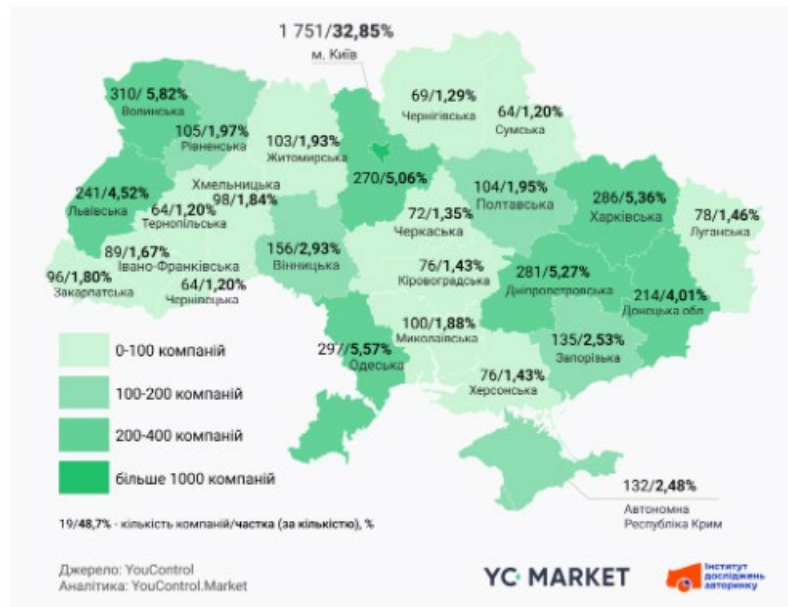 1 751/32,85%
м. Київ
310/ 5,82%
Волинська
105/1,97%
Рівненська
103/1,93%
Житомирська
69/1,29%
Чернігівська
64/1,20%
Сумська
270/5,06%
241/4,52%
Львівська
Хмельницька
98/1,84%
64/1,20%
Тернопільська
104/1,95%
Полтавська
286/5,36%
Харківська
78/1,46%
Луганська
72/1,35%
Черкаська
89/1,67%
Івано-Франківська
96/1,80%
Закарпатська
64/1,20%
Чернівецька
156/2,93%
Вінницька
76/1,43%
Кіровоградська
281/5,27%
Дніпропетровська
214/4,01%
Донецька обл
100/1,88%
Миколаївська
135/2,53%
Запорізька
297/5,57%
Одеська
76/1,43%
Херсонська
132/2,48%
Автономна
Республіка Крим
0-100 компаній
100-200 компаній
200-400 компаній
більше 1000 компаній
19/48,7% - кількість компаній/частка (за кількістю), %
Джерело: YouControl
Аналітика: YouControl.Market
YC MARKET
Інститут
досліджень
авторинку